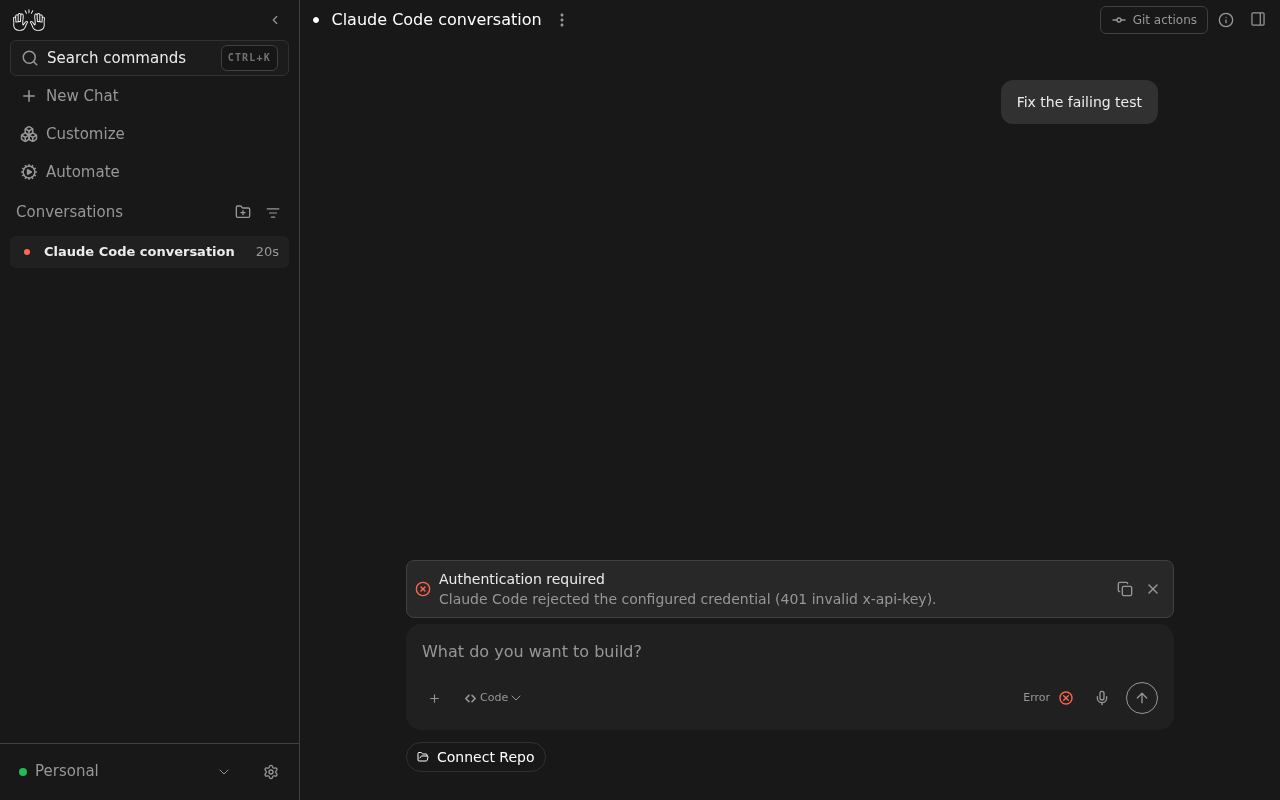 Claude Code conversation
Git actions
Search commands
CTRL+K
New Chat
Customize
Automate
Conversations
Claude Code conversation
20s
Fix the failing test
Authentication required
Claude Code rejected the configured credential (401 invalid x-api-key).
What do you want to build?
Code
Error
Connect Repo
Personal